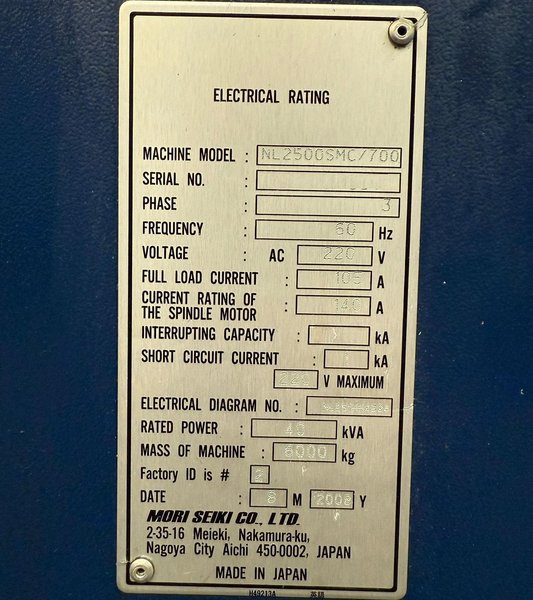 ELECTRICAL RATING
MACHINE MODEL : NL2500SMC/700
SERIAL NO. :
PHASE : 3
FREQUENCY : 60 Hz
VOLTAGE : AC 220 V
FULL LOAD CURRENT : 105 A
CURRENT RATING OF
THE SPINDLE MOTOR : 140 A
INTERRUPTING CAPACITY : kA
SHORT CIRCUIT CURRENT : kA
V MAXIMUM
ELECTRICAL DIAGRAM NO. :
RATED POWER : 40 kVA
MASS OF MACHINE : 6000 kg
Factory ID is # 2
DATE : 8 M Y
MORI SEIKI CO., LTD.
2-35-16 Meieki, Nakamura-ku,
Nagoya City Aichi 450-0002, JAPAN
MADE IN JAPAN
H49213A 英語